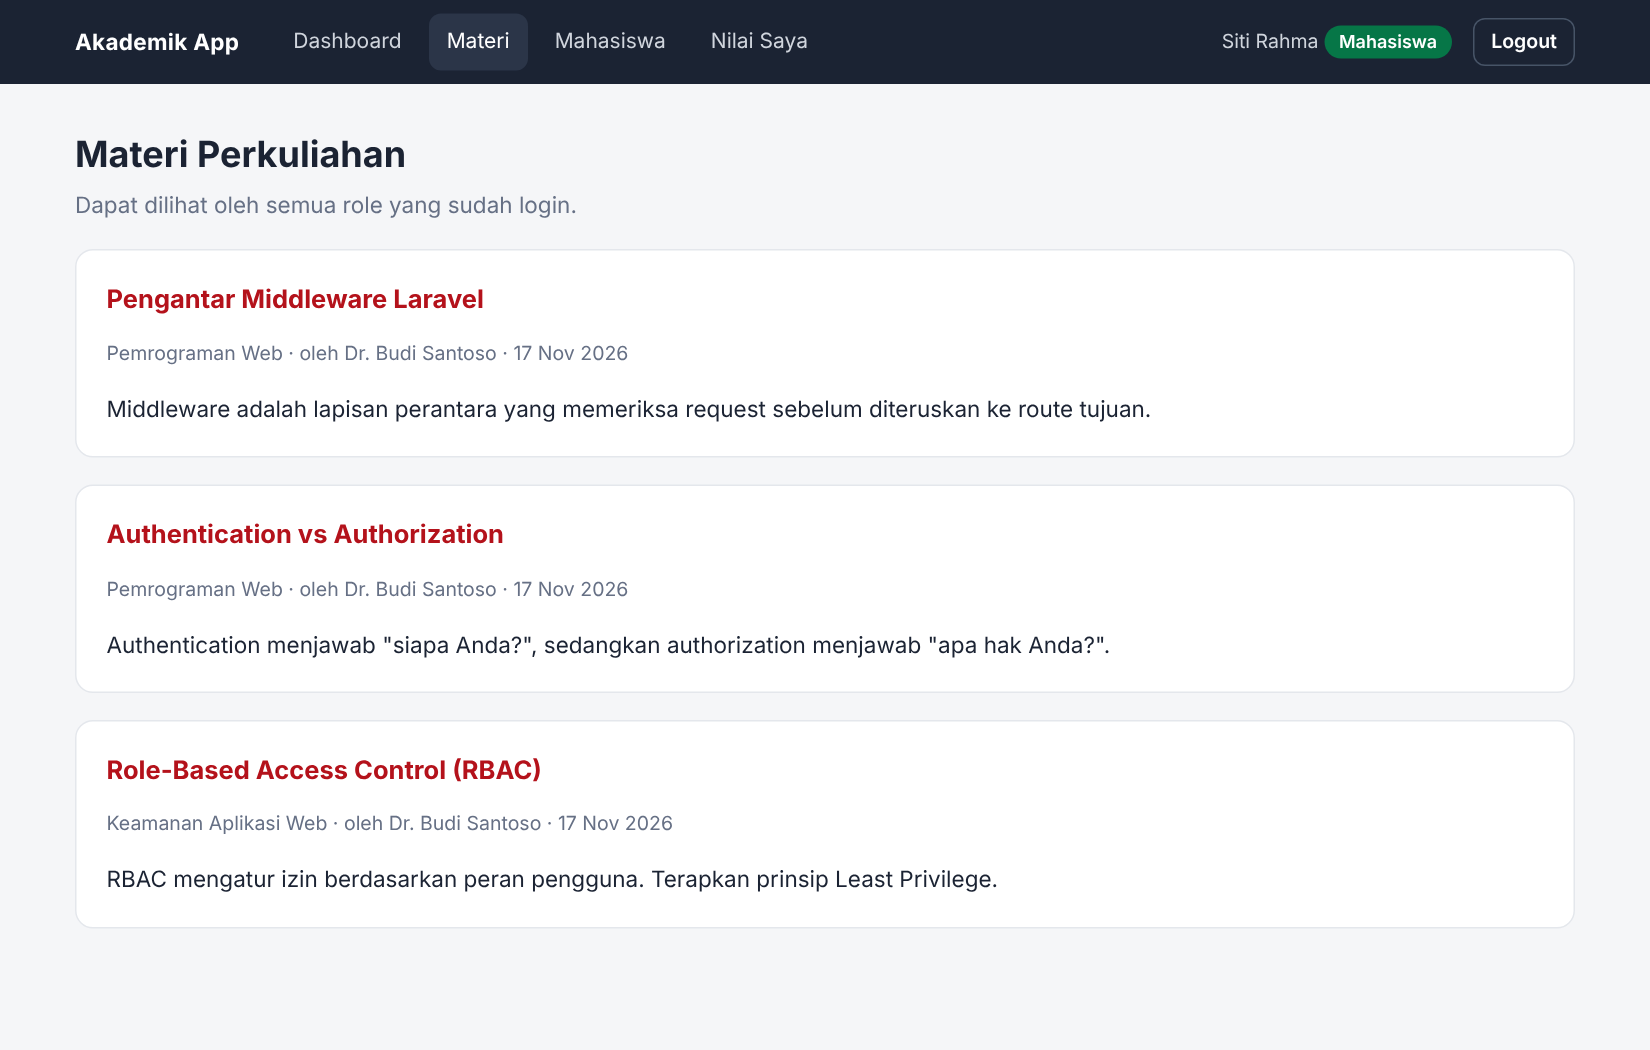 Akademik App Dashboard Materi Mahasiswa Nilai Saya Siti Rahma Mahasiswa Logout
Materi Perkuliahan
Dapat dilihat oleh semua role yang sudah login.
Pengantar Middleware Laravel
Pemrograman Web · oleh Dr. Budi Santoso · 17 Nov 2026
Middleware adalah lapisan perantara yang memeriksa request sebelum diteruskan ke route tujuan.
Authentication vs Authorization
Pemrograman Web · oleh Dr. Budi Santoso · 17 Nov 2026
Authentication menjawab "siapa Anda?", sedangkan authorization menjawab "apa hak Anda?".
Role-Based Access Control (RBAC)
Keamanan Aplikasi Web · oleh Dr. Budi Santoso · 17 Nov 2026
RBAC mengatur izin berdasarkan peran pengguna. Terapkan prinsip Least Privilege.